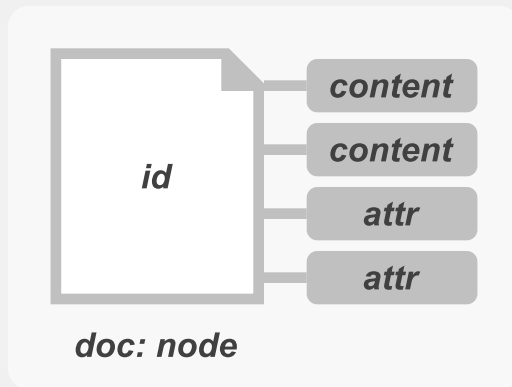 id
content
content
attr
attr
doc: node